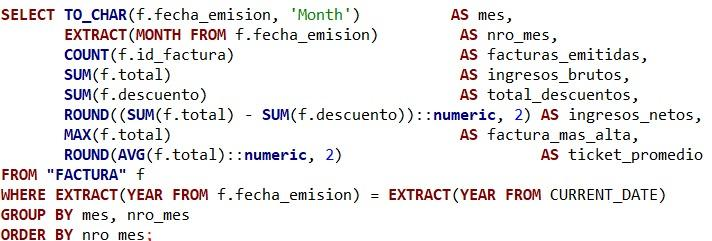 SELECT TO_CHAR(f.fecha_emision, 'Month') AS mes,
EXTRACT(MONTH FROM f.fecha_emision) AS nro_mes,
COUNT(f.id_factura) AS facturas_emitidas,
SUM(f.total) AS ingresos_brutos,
SUM(f.descuento) AS total_descuentos,
ROUND((SUM(f.total) - SUM(f.descuento))::numeric, 2) AS ingresos_netos,
MAX(f.total) AS factura_mas_alta,
ROUND(AVG(f.total)::numeric, 2) AS ticket_promedio
FROM "FACTURA" f
WHERE EXTRACT(YEAR FROM f.fecha_emision) = EXTRACT(YEAR FROM CURRENT_DATE)
GROUP BY mes, nro_mes
ORDER BY nro_mes;